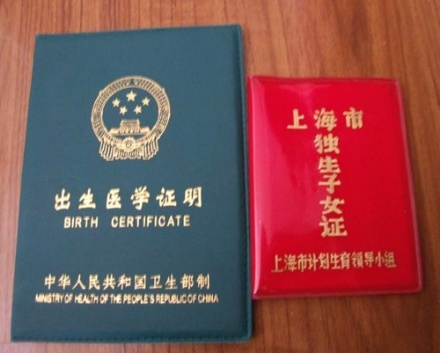 出生医学证明
BIRTH CERTIFICATE
中华人民共和国卫生部制
MINISTRY OF HEALTH OF THE PEOPLE'S REPUBLIC OF CHINA
上海市
独生子女证
上海市计划生育领导小组